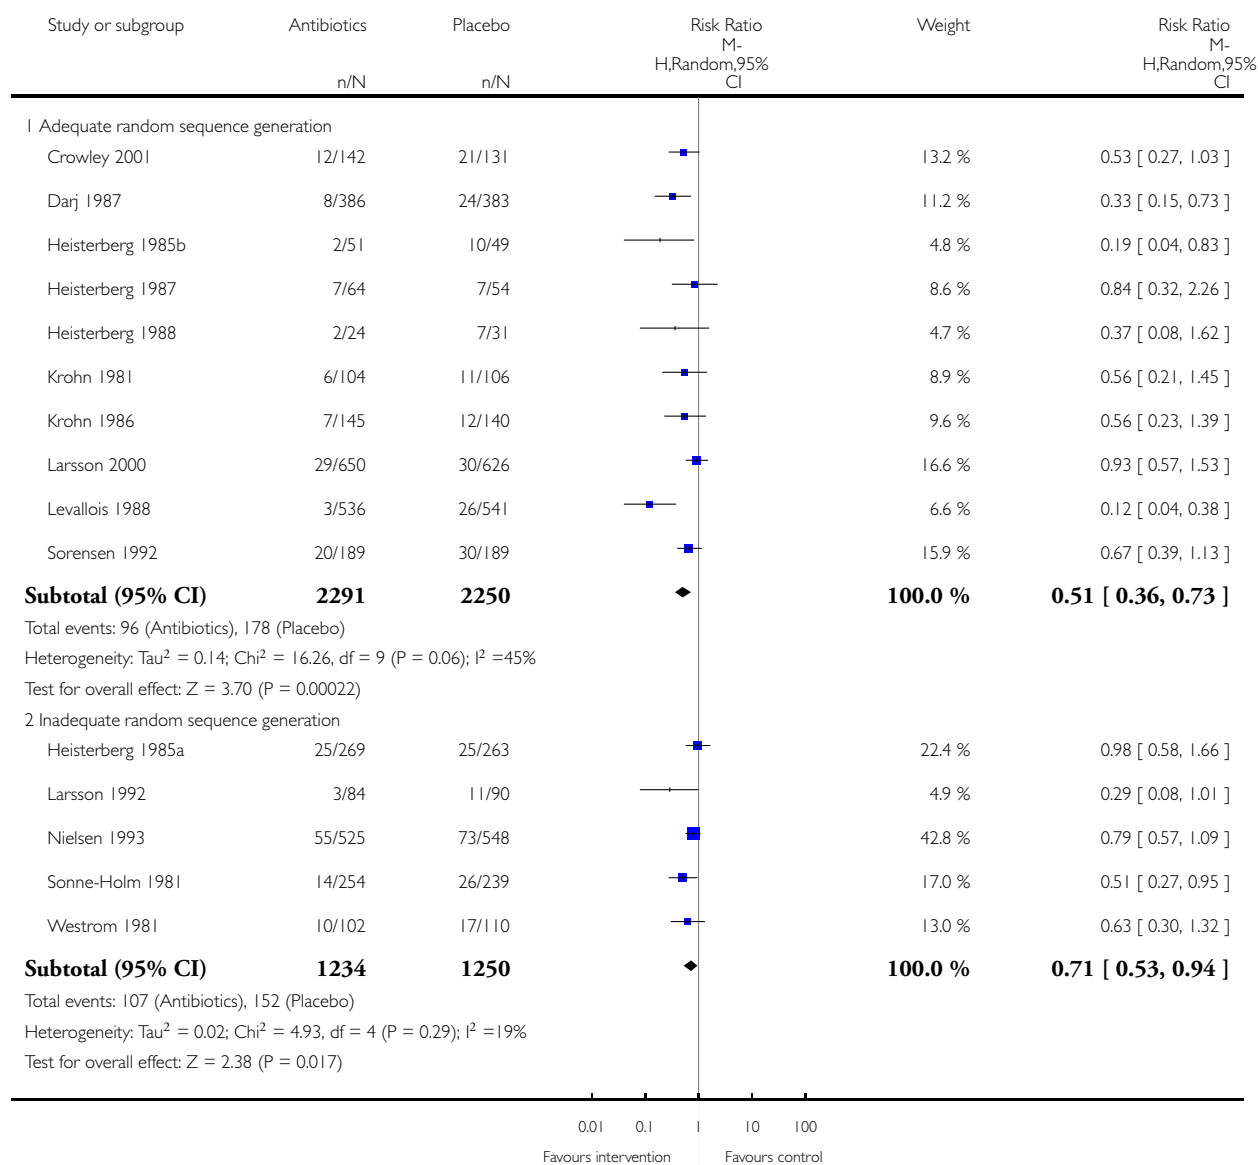 Study or subgroup Antibiotics Placebo Risk Ratio Weight Risk Ratio
M- M-
H,Random,95% H,Random,95%
n/N n/N CI CI
1 Adequate random sequence generation
Crowley 2001 12/142 21/131 13.2 % 0.53 [ 0.27, 1.03 ]
Darj 1987 8/386 24/383 11.2 % 0.33 [ 0.15, 0.73 ]
Heisterberg 1985b 2/51 10/49 4.8 % 0.19 [ 0.04, 0.83 ]
Heisterberg 1987 7/64 7/54 8.6 % 0.84 [ 0.32, 2.26 ]
Heisterberg 1988 2/24 7/31 4.7 % 0.37 [ 0.08, 1.62 ]
Krohn 1981 6/104 11/106 8.9 % 0.56 [ 0.21, 1.45 ]
Krohn 1986 7/145 12/140 9.6 % 0.56 [ 0.23, 1.39 ]
Larsson 2000 29/650 30/626 16.6 % 0.93 [ 0.57, 1.53 ]
Levallois 1988 3/536 26/541 6.6 % 0.12 [ 0.04, 0.38 ]
Sorensen 1992 20/189 30/189 15.9 % 0.67 [ 0.39, 1.13 ]
Subtotal (95% CI) 2291 2250 100.0 % 0.51 [ 0.36, 0.73 ]
Total events: 96 (Antibiotics), 178 (Placebo)
Heterogeneity: Tau² = 0.14; Chi² = 16.26, df = 9 (P = 0.06); I² =45%
Test for overall effect: Z = 3.70 (P = 0.00022)
2 Inadequate random sequence generation
Heisterberg 1985a 25/269 25/263 22.4 % 0.98 [ 0.58, 1.66 ]
Larsson 1992 3/84 11/90 4.9 % 0.29 [ 0.08, 1.01 ]
Nielsen 1993 55/525 73/548 42.8 % 0.79 [ 0.57, 1.09 ]
Sonne-Holm 1981 14/254 26/239 17.0 % 0.51 [ 0.27, 0.95 ]
Westrom 1981 10/102 17/110 13.0 % 0.63 [ 0.30, 1.32 ]
Subtotal (95% CI) 1234 1250 100.0 % 0.71 [ 0.53, 0.94 ]
Total events: 107 (Antibiotics), 152 (Placebo)
Heterogeneity: Tau² = 0.02; Chi² = 4.93, df = 4 (P = 0.29); I² =19%
Test for overall effect: Z = 2.38 (P = 0.017)
0.01 0.1 1 10 100
Favours intervention Favours control